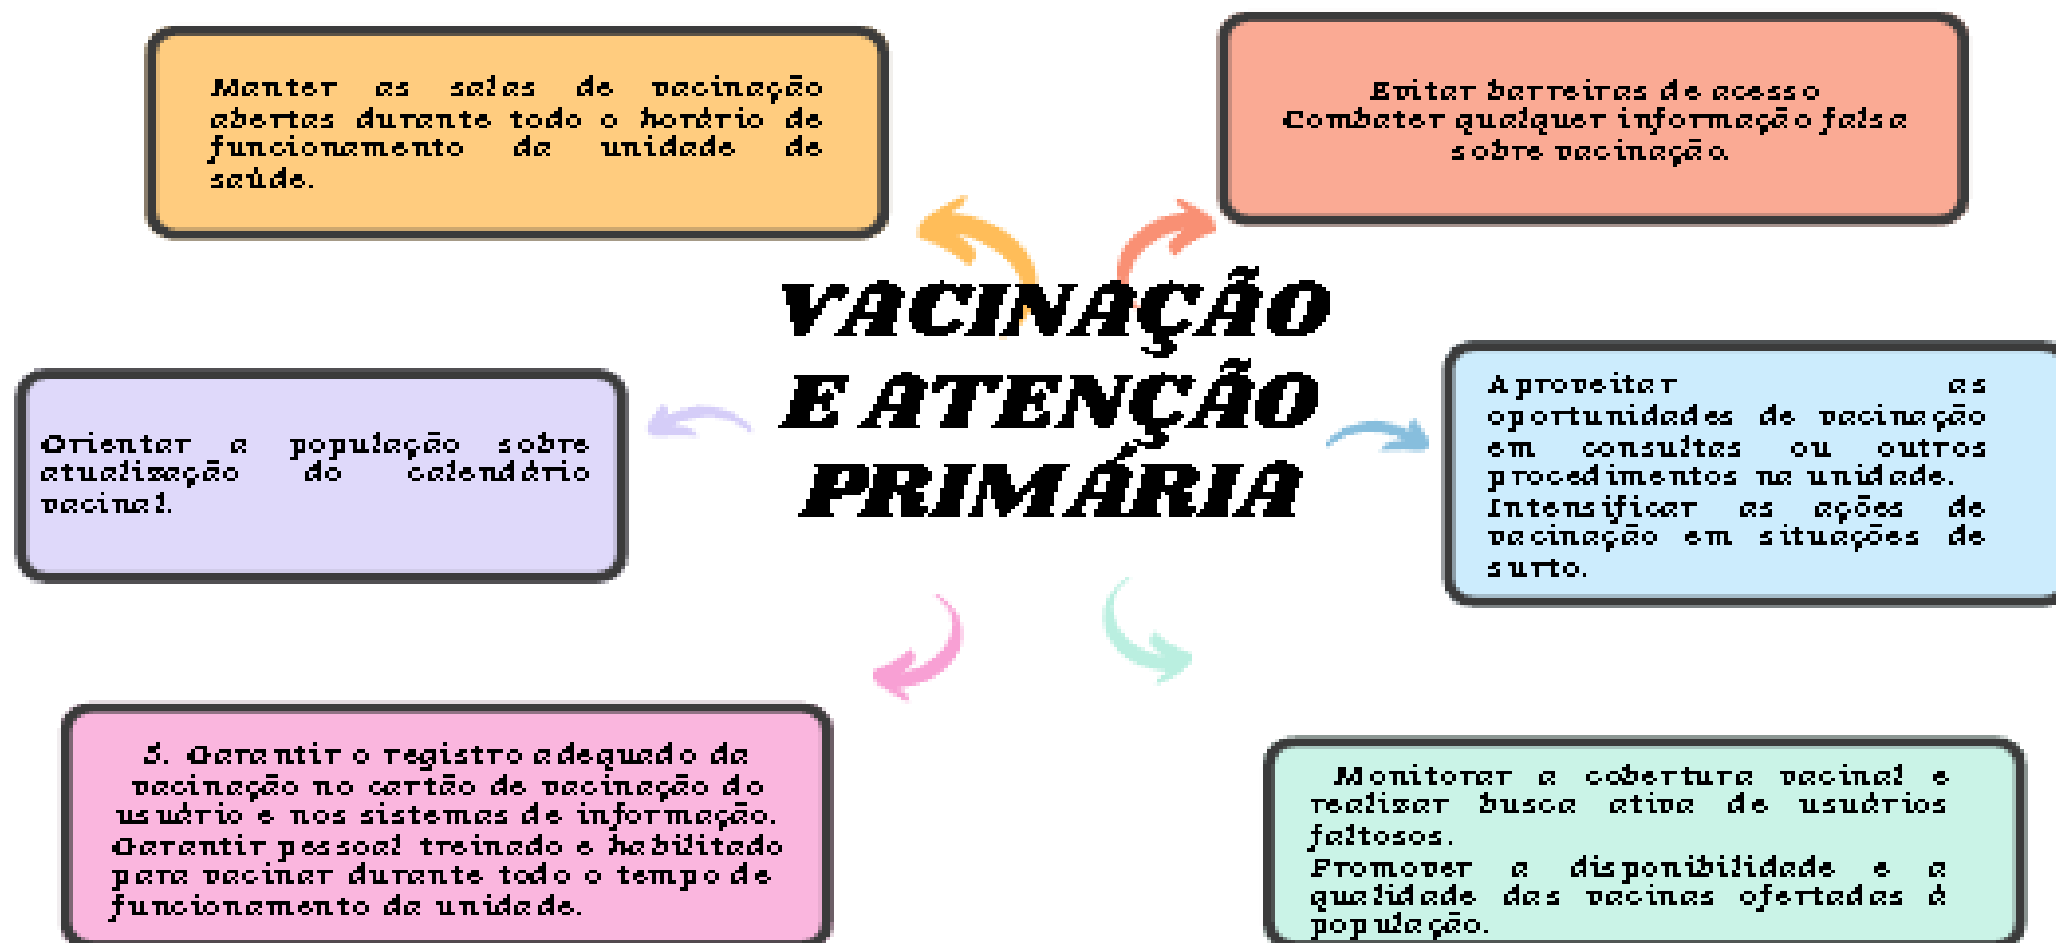 Manter as salas de vacinação
abertas durante todo o horário de
funcionamento da unidade de
saúde.
Evitar barreiras de acesso
Combater qualquer informação falsa
sobre vacinação.
VACINAÇÃO
E ATENÇÃO
PRIMÁRIA
Orientar a população sobre
atualização do calendário
vacinal.
Aproveitar as
oportunidades de vacinação
em consultas ou outros
procedimentos na unidade.
Intensificar as ações de
vacinação em situações de
surto.
5. Garantir o registro adequado da
vacinação no cartão de vacinação do
usuário e nos sistemas de informação.
Garantir pessoal treinado e habilitado
para vacinar durante todo o tempo de
funcionamento da unidade.
Monitorar a cobertura vacinal e
realizar busca ativa de usuários
faltosos.
Promover a disponibilidade e a
qualidade das vacinas ofertadas à
população.